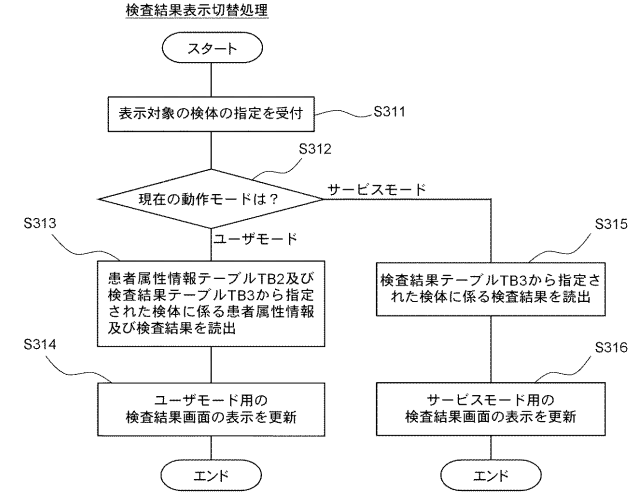 検査結果表示切替処理
スタート
表示対象の検体の指定を受付
S311
S312
現在の動作モードは？
サービスモード
ユーザモード
S313
患者属性情報テーブルTB2及び
検査結果テーブルTB3から指定
された検体に係る患者属性情報
及び検査結果を読出
S314
ユーザモード用の
検査結果画面の表示を更新
エンド
S315
検査結果テーブルTB3から指定さ
れた検体に係る検査結果を読出
S316
サービスモード用の
検査結果画面の表示を更新
エンド